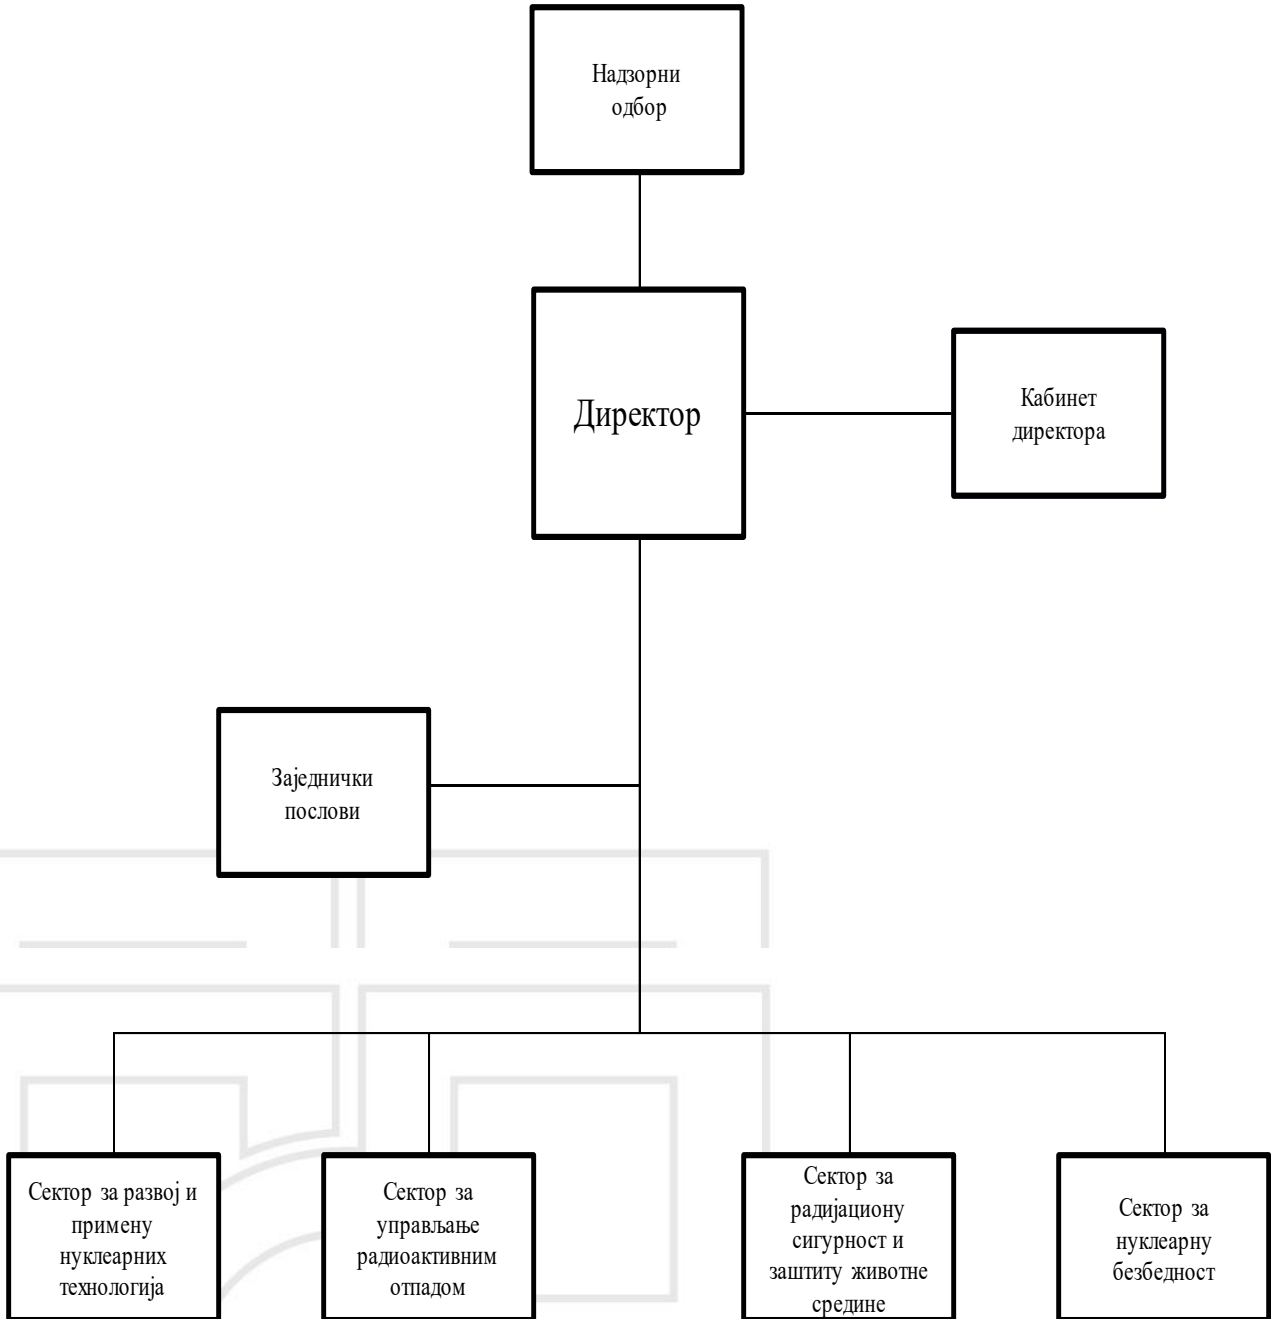 Надзорни
одбор
Директор
Кабинет
директора
Заједнички
послови
Сектор за развој и
примену
нуклеарних
технологија
Сектор за
управљање
радиоактивним
отпадом
Сектор за
радијациону
сигурност и
заштиту животне
средине
Сектор за
нуклеарну
безбедност